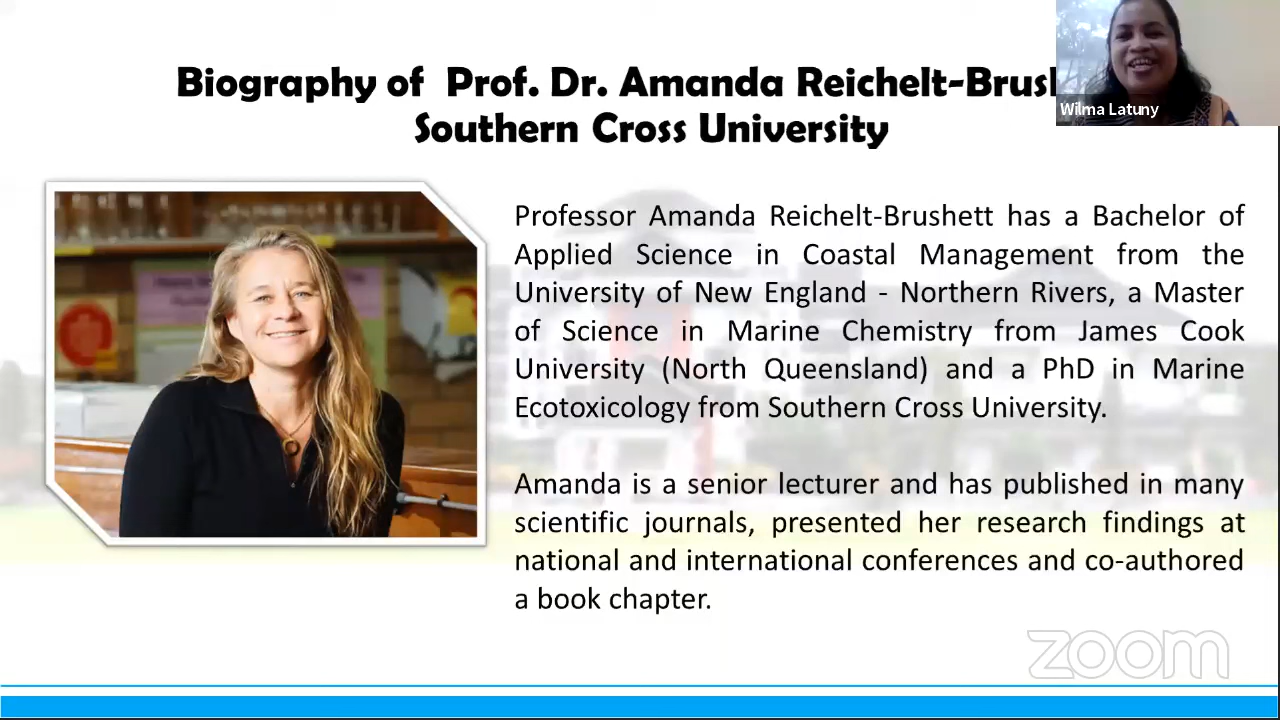 Biography of Prof. Dr. Amanda Reichelt-Brush
Southern Cross University
Wilma Latuny
Professor Amanda Reichelt-Brushett has a Bachelor of
Applied Science in Coastal Management from the
University of New England - Northern Rivers, a Master
of Science in Marine Chemistry from James Cook
University (North Queensland) and a PhD in Marine
Ecotoxicology from Southern Cross University.
Amanda is a senior lecturer and has published in many
scientific journals, presented her research findings at
national and international conferences and co-authored
a book chapter.
zoom